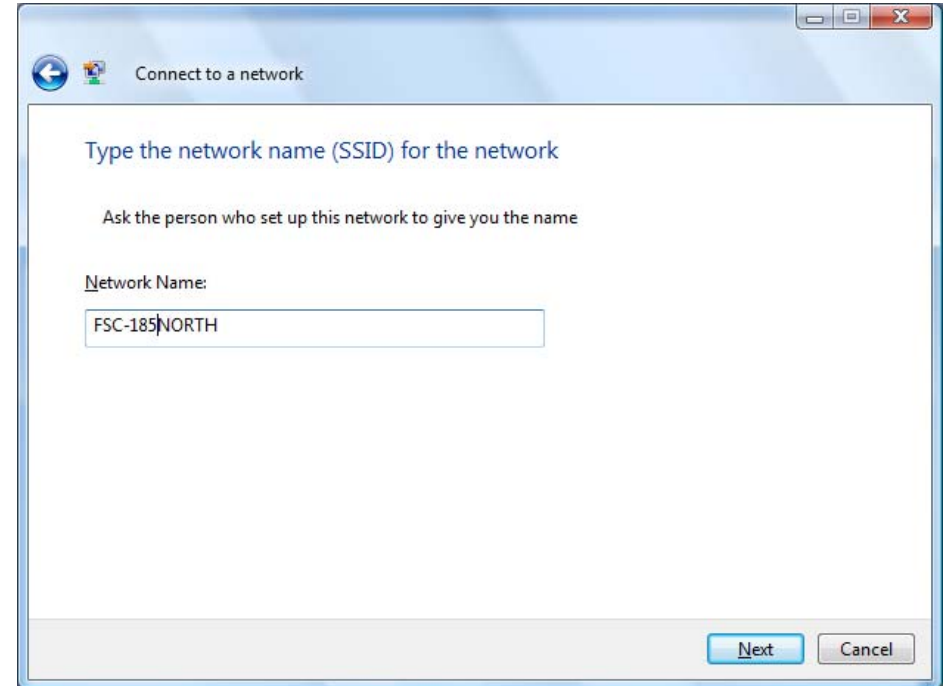 Connect to a network
Type the network name (SSID) for the network
Ask the person who set up this network to give you the name
Network Name:
FSC-185NORTH
Next
Cancel